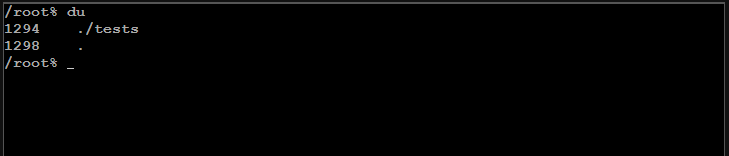 /root% du
1294    ./tests
1298    .
/root% _